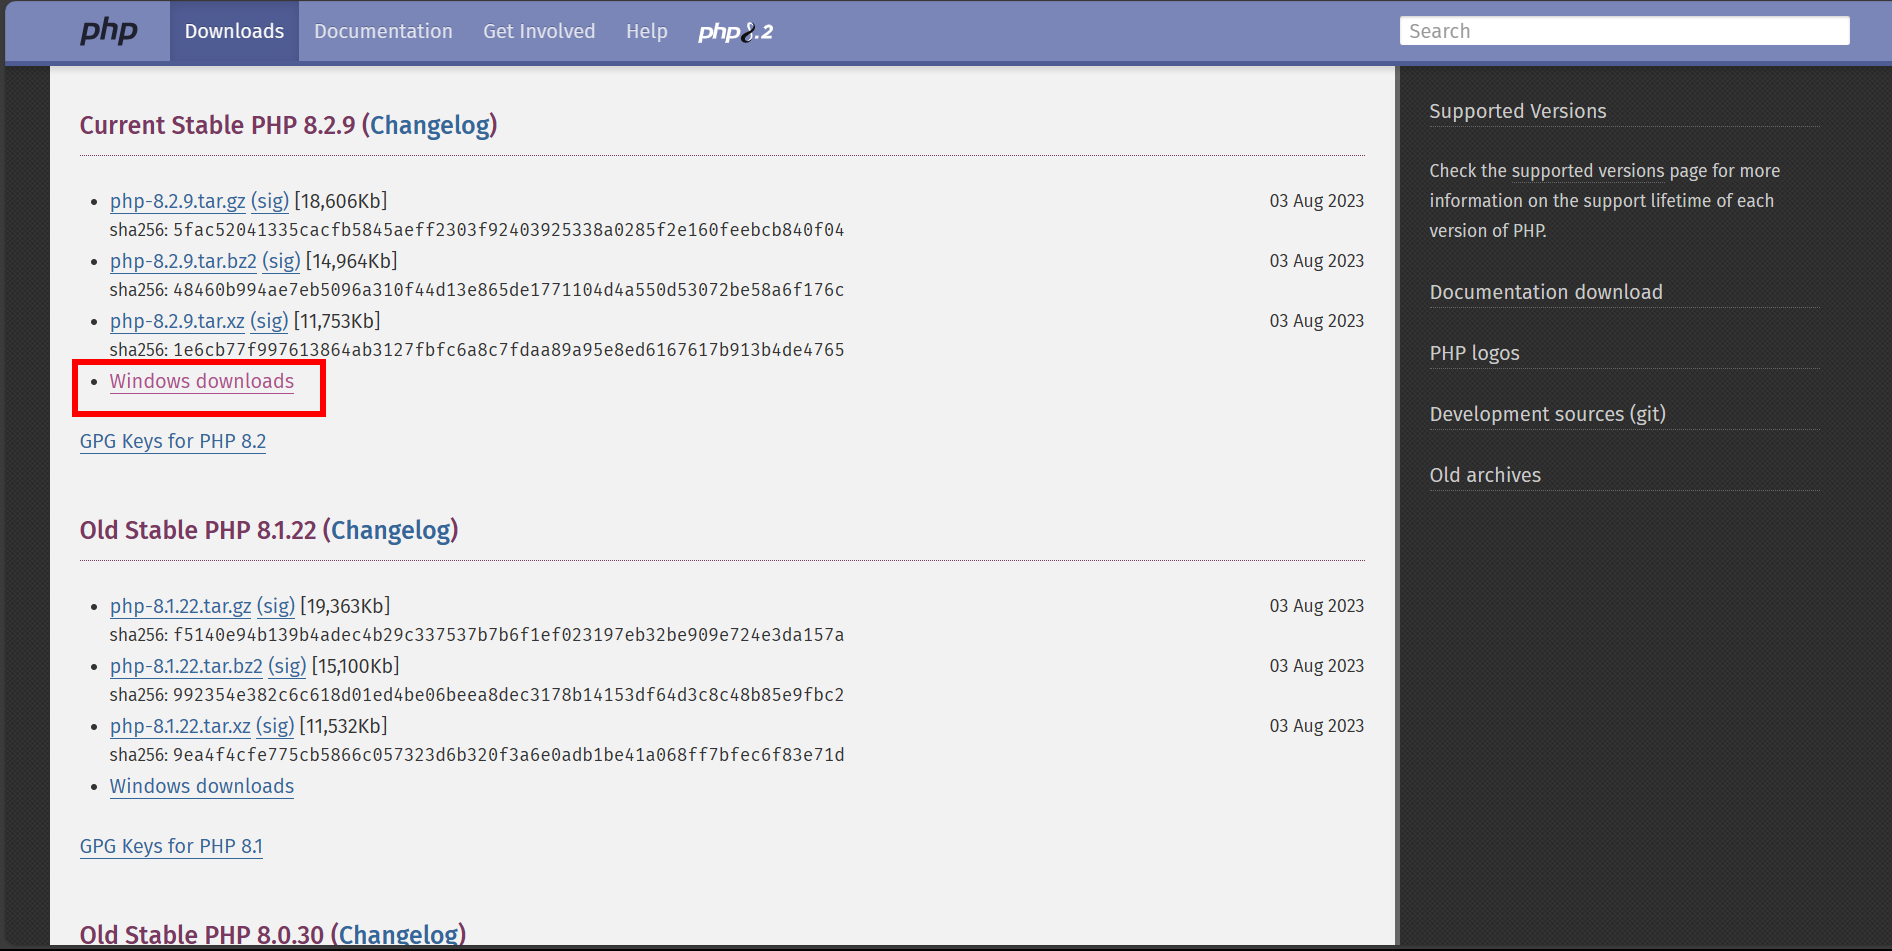 php Downloads Documentation Get Involved Help php8.2 Search
Current Stable PHP 8.2.9 (Changelog)
php-8.2.9.tar.gz (sig) [18,606Kb] 03 Aug 2023
sha256: 5fac52041335cacfb5845aeff2303f92403925338a0285f2e160feebcb840f04
php-8.2.9.tar.bz2 (sig) [14,964Kb] 03 Aug 2023
sha256: 48460b994ae7eb5096a310f44d13e865de1771104d4a550d53072be58a6f176c
php-8.2.9.tar.xz (sig) [11,753Kb] 03 Aug 2023
sha256: 1e6cb77f997613864ab3127fbfc6a8c7fdaa89a95e8ed6167617b913b4de4765
Windows downloads
GPG Keys for PHP 8.2
Old Stable PHP 8.1.22 (Changelog)
php-8.1.22.tar.gz (sig) [19,363Kb] 03 Aug 2023
sha256: f5140e94b139b4adec4b29c337537b7b6f1ef023197eb32be909e724e3da157a
php-8.1.22.tar.bz2 (sig) [15,100Kb] 03 Aug 2023
sha256: 992354e382c6c618d01ed4be06beea8dec3178b14153df64d3c8c48b85e9fbc2
php-8.1.22.tar.xz (sig) [11,532Kb] 03 Aug 2023
sha256: 9ea4f4cfe775cb5866c057323d6b320f3a6e0adb1be41a068ff7bfec6f83e71d
Windows downloads
GPG Keys for PHP 8.1
Old Stable PHP 8.0.30 (Changelog)
Supported Versions
Check the supported versions page for more
information on the support lifetime of each
version of PHP.
Documentation download
PHP logos
Development sources (git)
Old archives